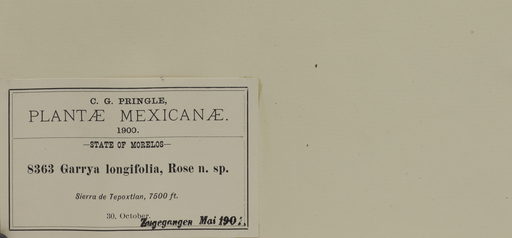 C. G. PRINGLE,
PLANTÆ MEXICANÆ.
1900.
—STATE OF MORELOS—
8363 Garrya longifolia, Rose n. sp.
Sierra de Tepoxtlan, 7500 ft.
30, October.
Zugegangen Mai 1901.